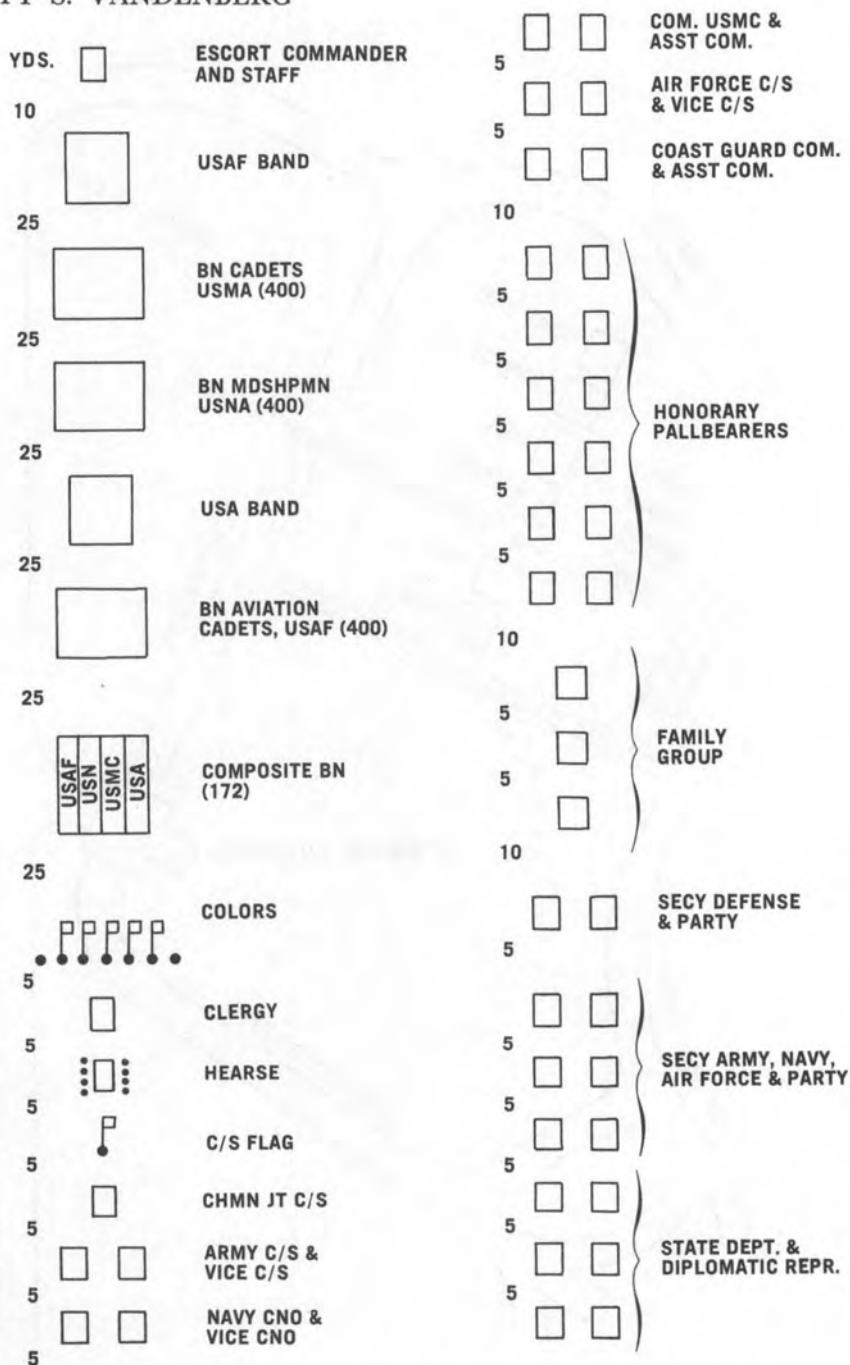 S. VANDENBERG
YDS.
ESCORT COMMANDER
AND STAFF
10
USAF BAND
25
BN CADETS
USMA (400)
25
BN MDSHPMN
USNA (400)
25
USA BAND
25
BN AVIATION
CADETS, USAF (400)
25
USAF
USN
USMC
USA
COMPOSITE BN
(172)
25
COLORS
5
CLERGY
5
HEARSE
5
C/S FLAG
5
CHMN JT C/S
5
ARMY C/S &
VICE C/S
5
NAVY CNO &
VICE CNO
5
COM. USMC &
ASST COM.
5
AIR FORCE C/S
& VICE C/S
5
COAST GUARD COM.
& ASST COM.
10
5
5
5
HONORARY
PALLBEARERS
5
5
10
5
FAMILY
GROUP
5
10
SECY DEFENSE
& PARTY
5
5
SECY ARMY, NAVY,
AIR FORCE & PARTY
5
5
5
STATE DEPT. &
DIPLOMATIC REPR.
5